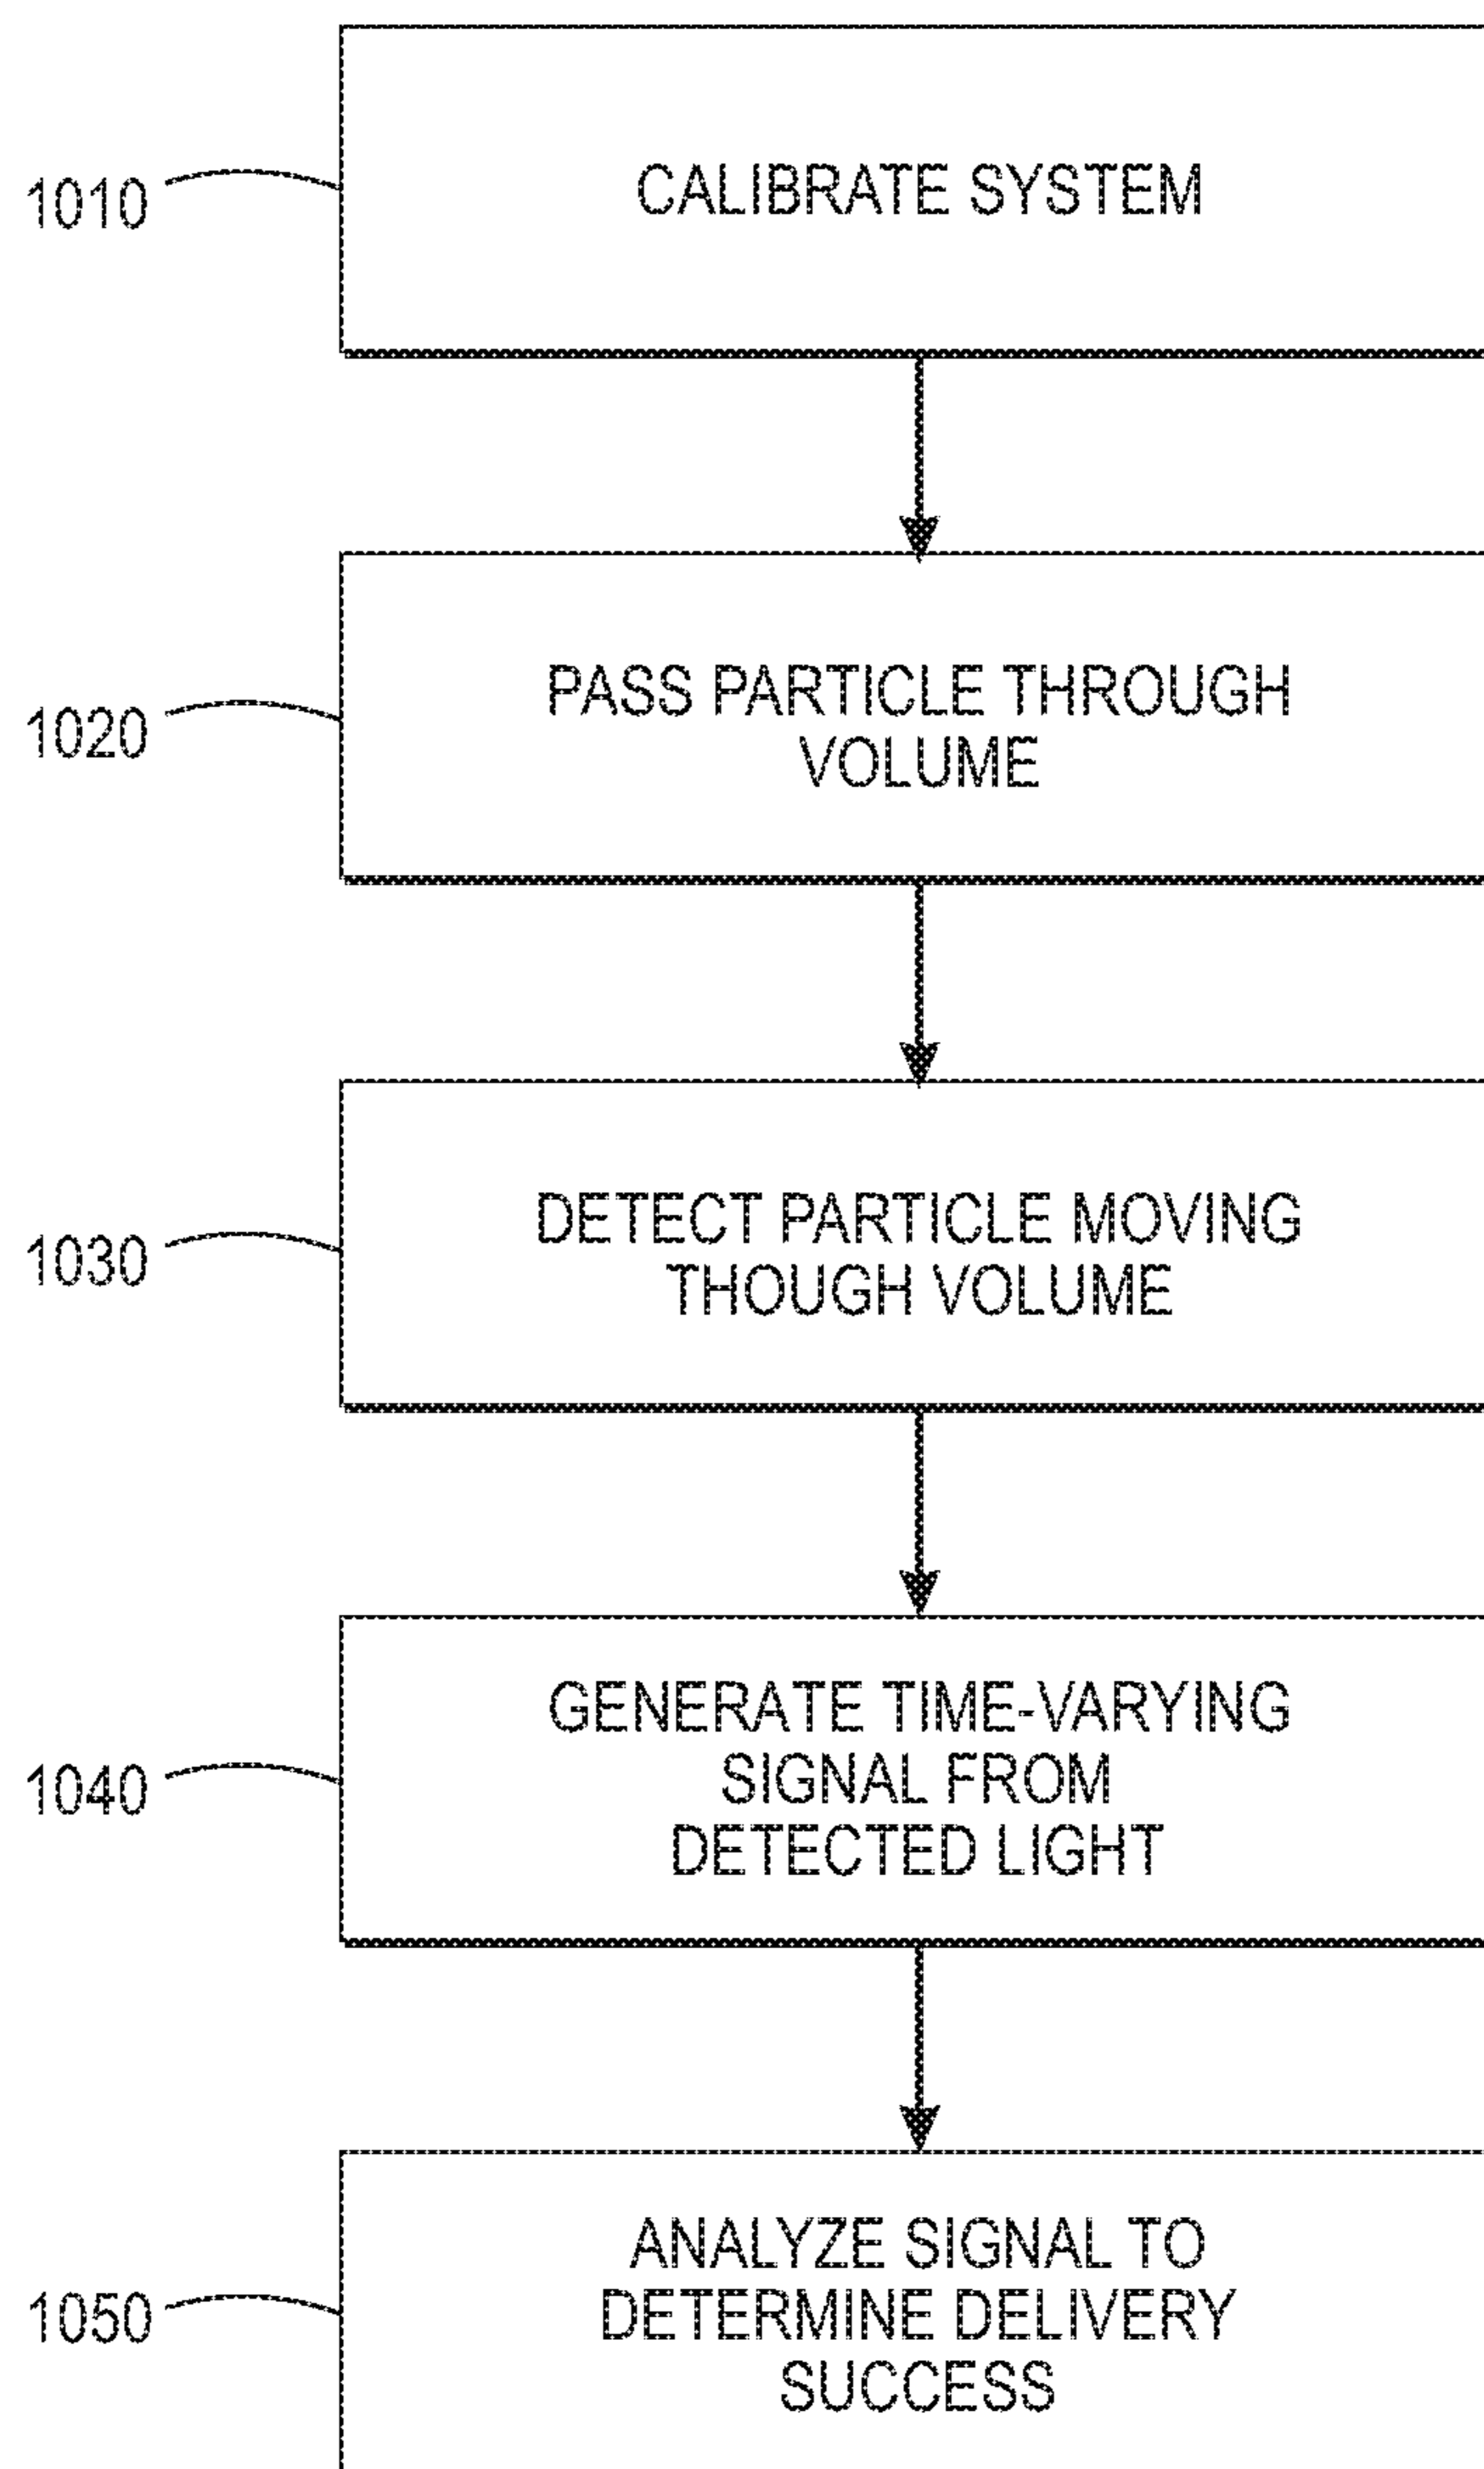 1010
CALIBRATE SYSTEM
1020
PASS PARTICLE THROUGH
VOLUME
1030
DETECT PARTICLE MOVING
THOUGH VOLUME
1040
GENERATE TIME-VARYING
SIGNAL FROM
DETECTED LIGHT
1050
ANALYZE SIGNAL TO
DETERMINE DELIVERY
SUCCESS